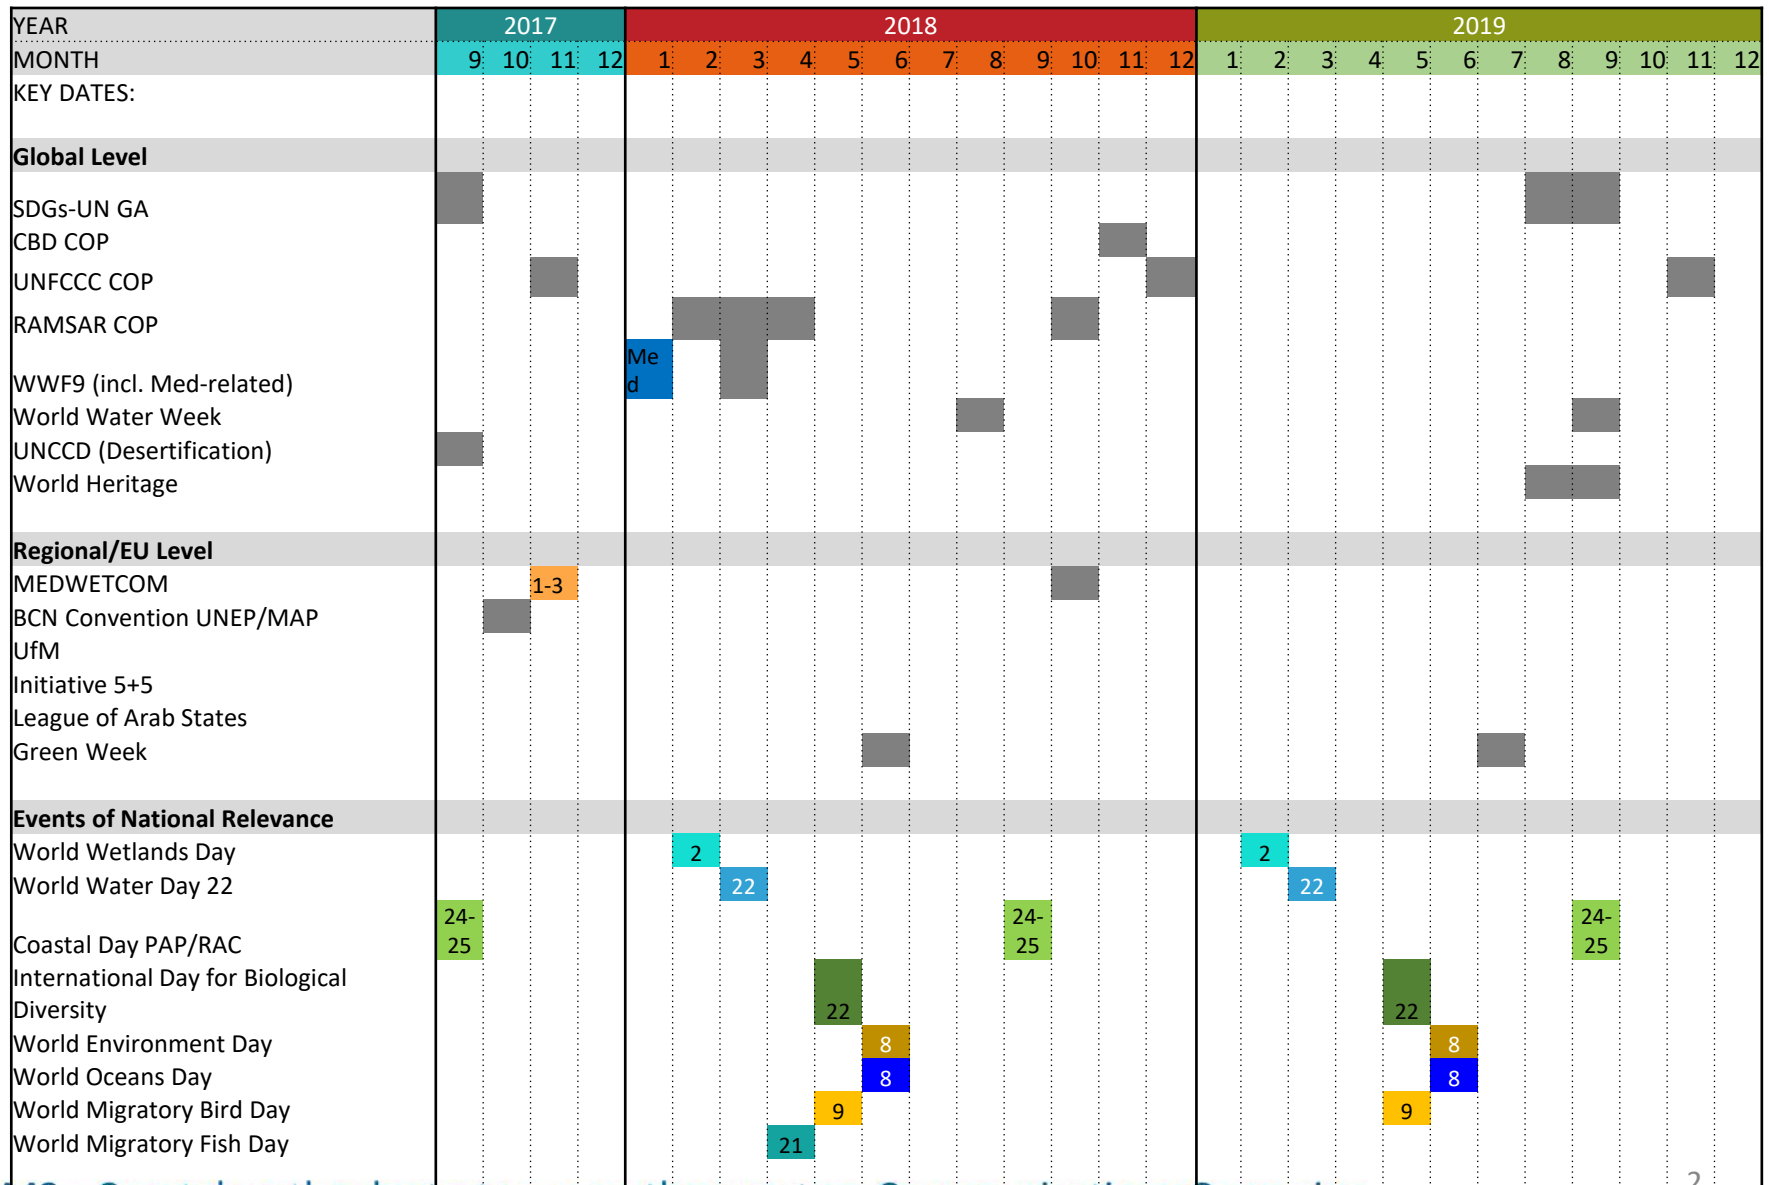 YEAR 2017 2018 2019
MONTH 9 10 11 12 1 2 3 4 5 6 7 8 9 10 11 12 1 2 3 4 5 6 7 8 9 10 11 12
KEY DATES:
Global Level
SDGs-UN GA
CBD COP
UNFCCC COP
RAMSAR COP
Me
WWF9 (incl. Med-related) d
World Water Week
UNCCD (Desertification)
World Heritage
Regional/EU Level
MEDWETCOM 1-3
BCN Convention UNEP/MAP
UfM
Initiative 5+5
League of Arab States
Green Week
Events of National Relevance
World Wetlands Day 2 2
World Water Day 22 22 22
24- 24- 24-
Coastal Day PAP/RAC 25 25 25
International Day for Biological
Diversity 22 22
World Environment Day 8 8
World Oceans Day 8 8
World Migratory Bird Day 9 9
World Migratory Fish Day 21
2